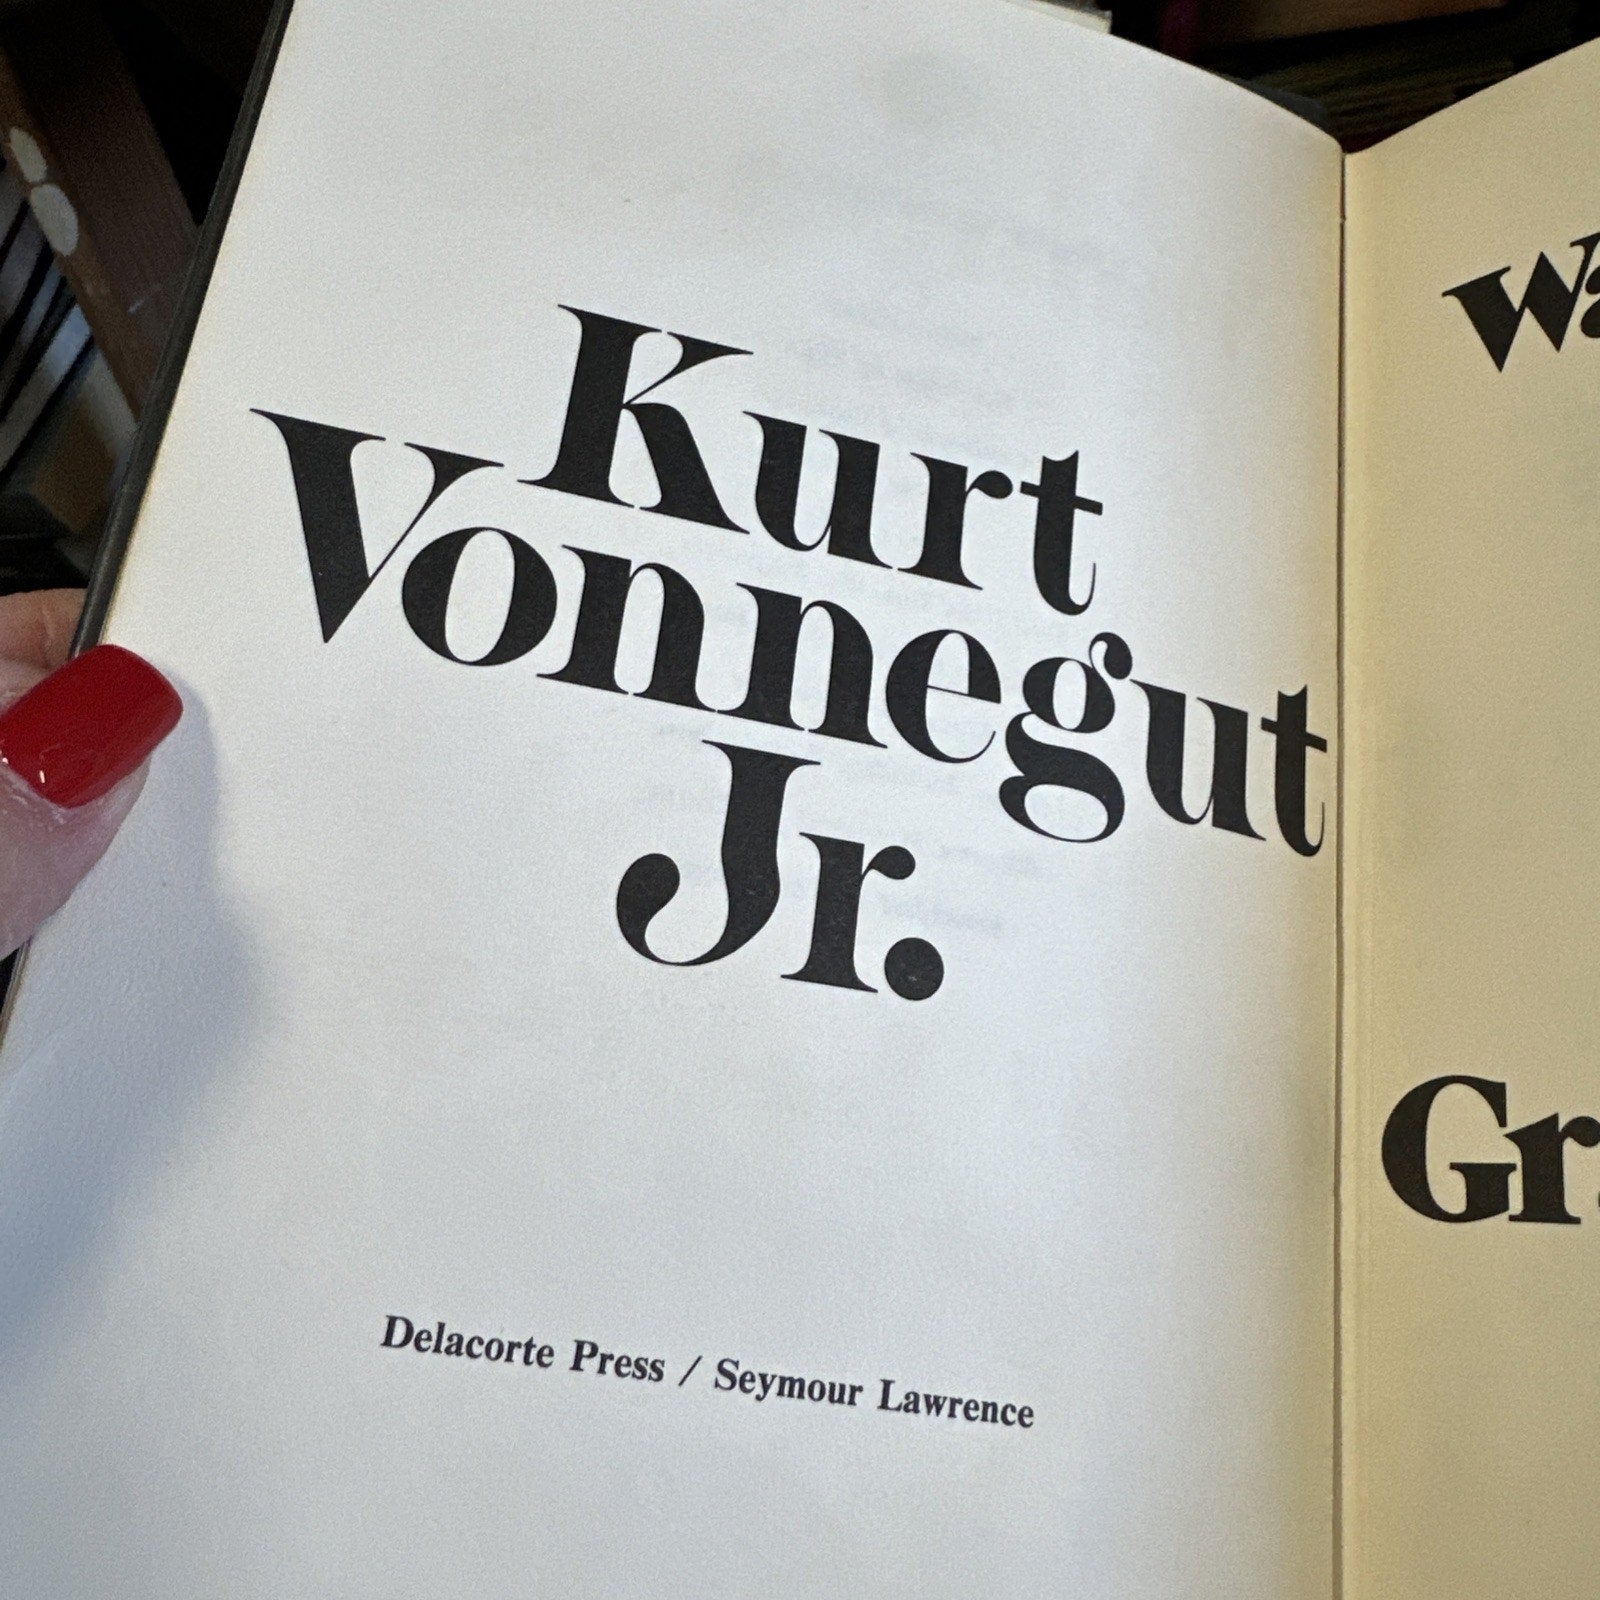 Kurt
Vonnegut
Jr.
Delacorte Press / Seymour Lawrence